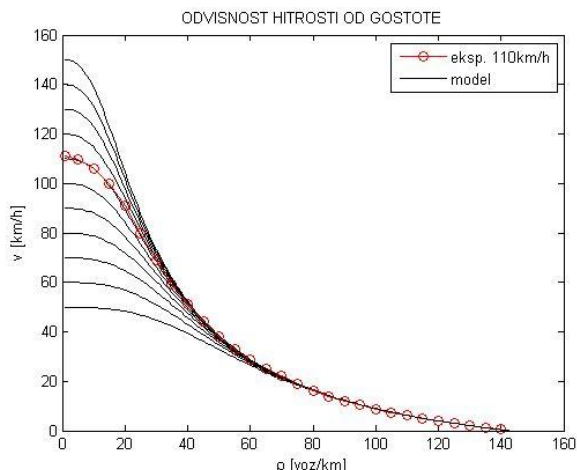 ODVISNOST HITROSTI OD GOSTOTE
160
140
120
100
80
60
40
20
0
v [km/h]
eksp. 110km/h
model
0 20 40 60 80 100 120 140 160
ρ [voz/km]